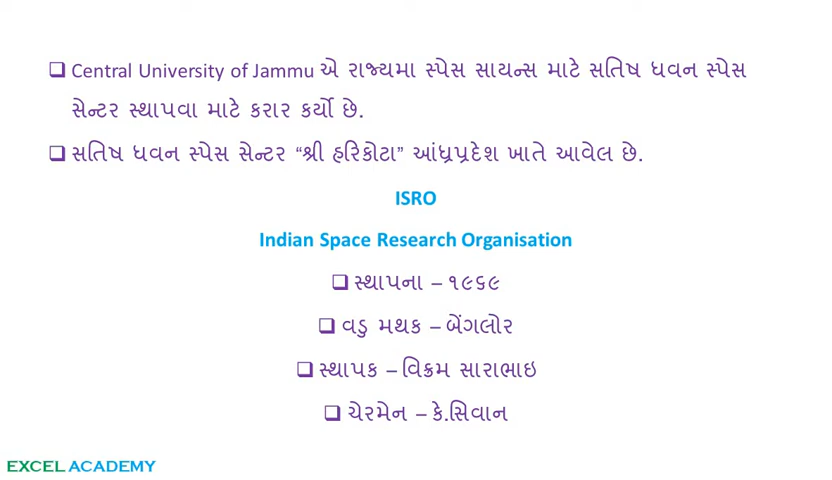 Central University of Jammu એ રાજ્યમા સ્પેસ સાયન્સ માટે સતિષ ધવન સ્પેસ
સેન્ટર સ્થાપવા માટે કરાર કર્યો છે.
સતિષ ધવન સ્પેસ સેન્ટર “શ્રી હરિકોટા” આંધ્રપ્રદેશ ખાતે આવેલ છે.
ISRO
Indian Space Research Organisation
સ્થાપના – ૧૯૬૯
વડુ મથક – બેંગલોર
સ્થાપક – વિક્રમ સારાભાઇ
ચેરમેન – કે.સિવાન
EXCEL ACADEMY